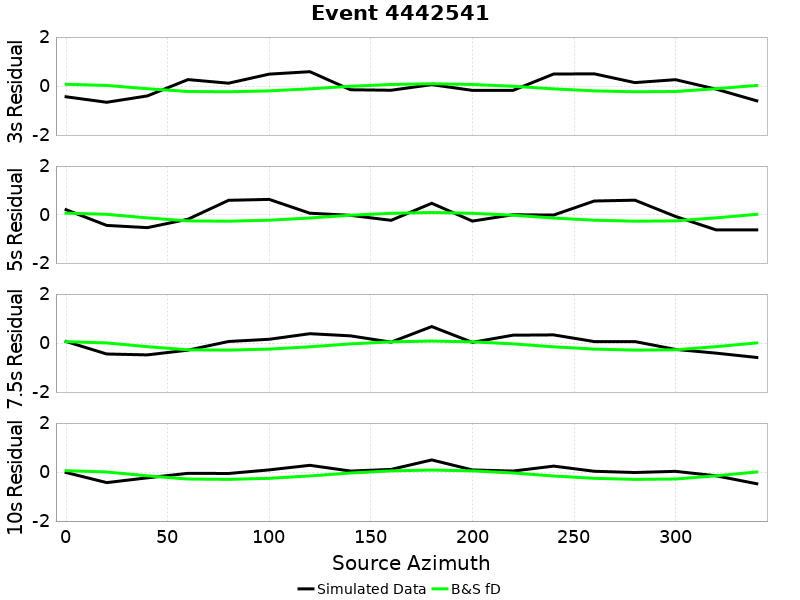 Event 4442541
3s Residual
2
0
-2
5s Residual
2
0
-2
7.5s Residual
2
0
-2
10s Residual
2
0
-2
0 50 100 150 200 250 300
Source Azimuth
Simulated Data B&S fD